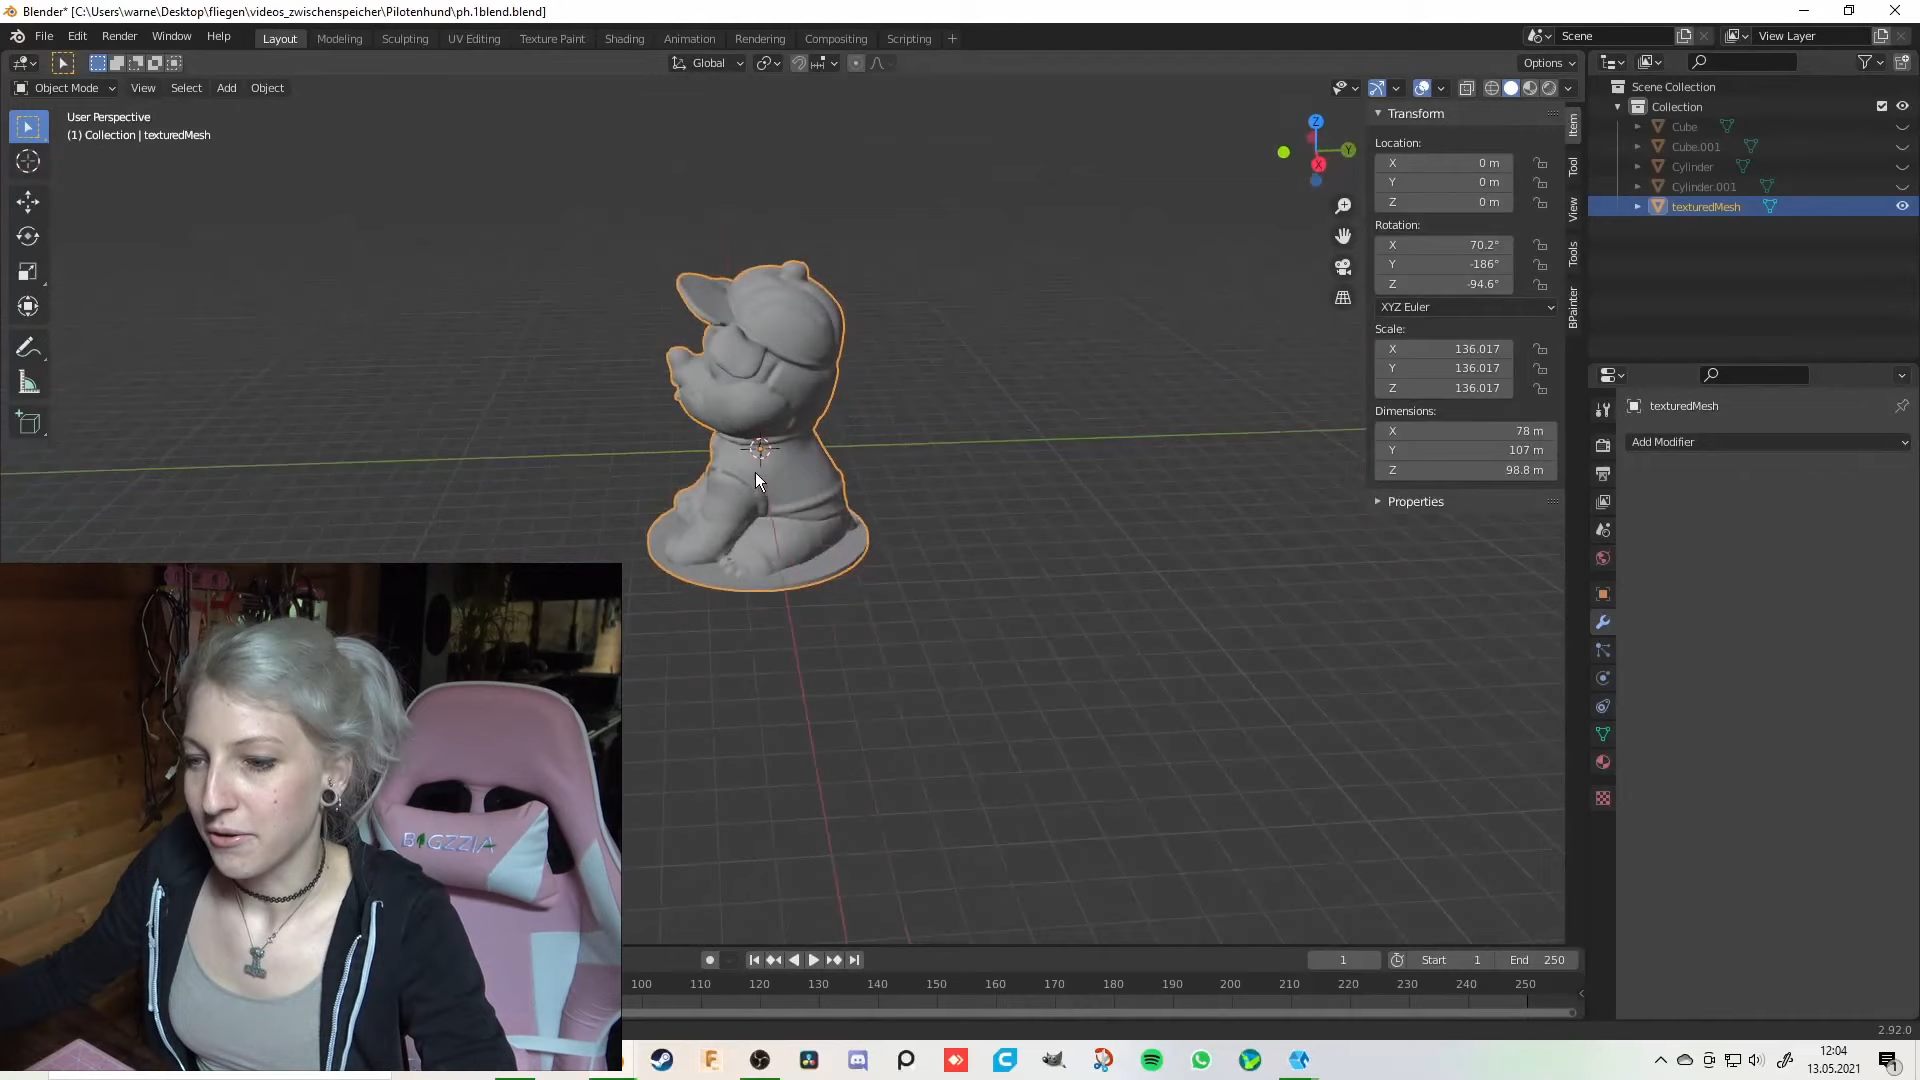 Blender* [C:\Users\warne\Desktop\fliegen\videos_zwischenspeicher\Pilotenhund\ph.1blend.blend]
File Edit Render Window Help Layout Modeling Sculpting UV Editing Texture Paint Shading Animation Rendering Compositing Scripting + Scene View Layer
Global Options
Object Mode View Select Add Object
User Perspective
(1) Collection | texturedMesh
Z
Y
X
Transform
Location:
X 0 m
Y 0 m
Z 0 m
Rotation:
X 70.2°
Y -186°
Z -94.6°
XYZ Euler
Scale:
X 136.017
Y 136.017
Z 136.017
Dimensions:
X 78 m
Y 107 m
Z 98.8 m
Properties
Item
Tool
View
Tools
BPainter
Scene Collection
Collection
Cube
Cube.001
Cylinder
Cylinder.001
texturedMesh
texturedMesh
Add Modifier
BIGZZIA
1 Start 1 End 250
100 110 120 130 140 150 160 170 180 190 200 210 220 230 240 250
2.92.0
12:04
13.05.2021
1